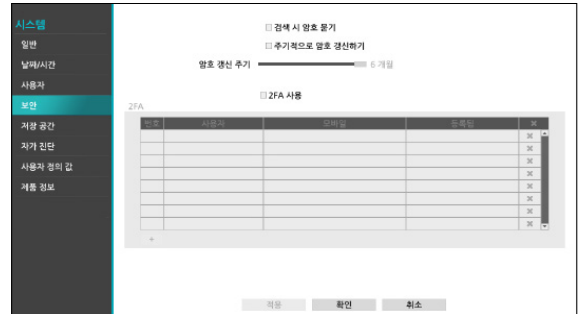 시스템
일반
날짜/시간
사용자
보안
저장 공간
자가 진단
사용자 정의 값
제품 정보
검색 시 암호 묻기
주기적으로 암호 갱신하기
암호 갱신 주기 6 개월
2FA 사용
2FA
번호 사용자 모바일 등록됨
+
적용 확인 취소